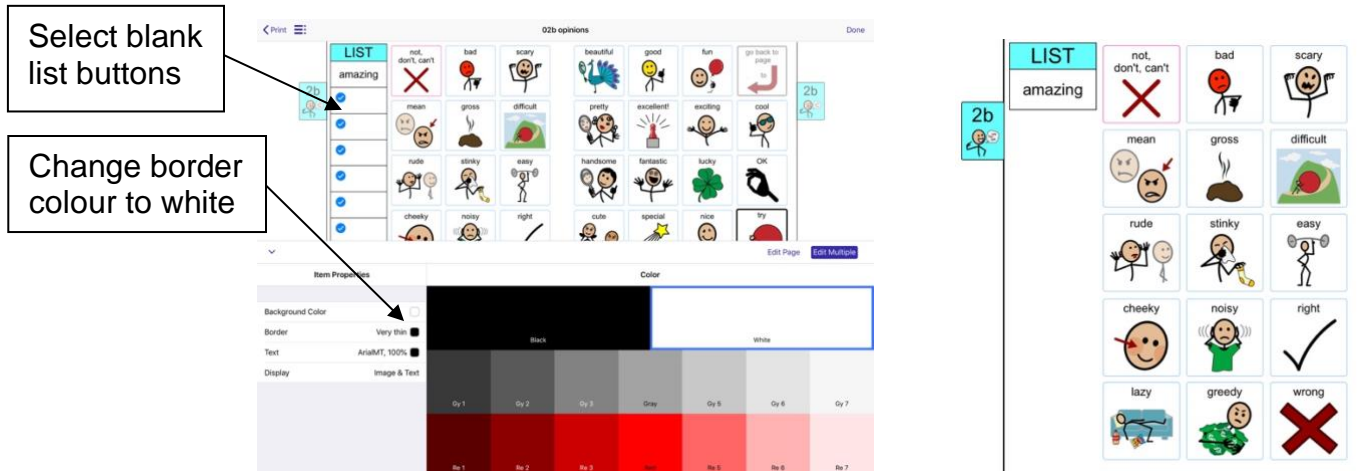 Select blank
list buttons
Change border
colour to white
Print
02b opinions
Done
LIST
not,
don't, can't
bad
scary
beautiful
good
fun
go back to
page
to
amazing
2b
2b
mean
gross
difficult
pretty
excellent!
exciting
cool
rude
stinky
easy
handsome
fantastic
lucky
OK
cheeky
noisy
right
cute
special
nice
try
Edit Page
Edit Multiple
Item Properties
Color
Background Color
Border
Very thin
Text
ArialMT, 100%
Display
Image & Text
Black
White
Gy 1
Gy 2
Gy 3
Gray
Gy 5
Gy 6
Gy 7
Re 1
Re 2
Re 3
Re 5
Re 6
Re 7
LIST
not,
don't, can't
bad
scary
amazing
2b
mean
gross
difficult
rude
stinky
easy
cheeky
noisy
right
lazy
greedy
wrong